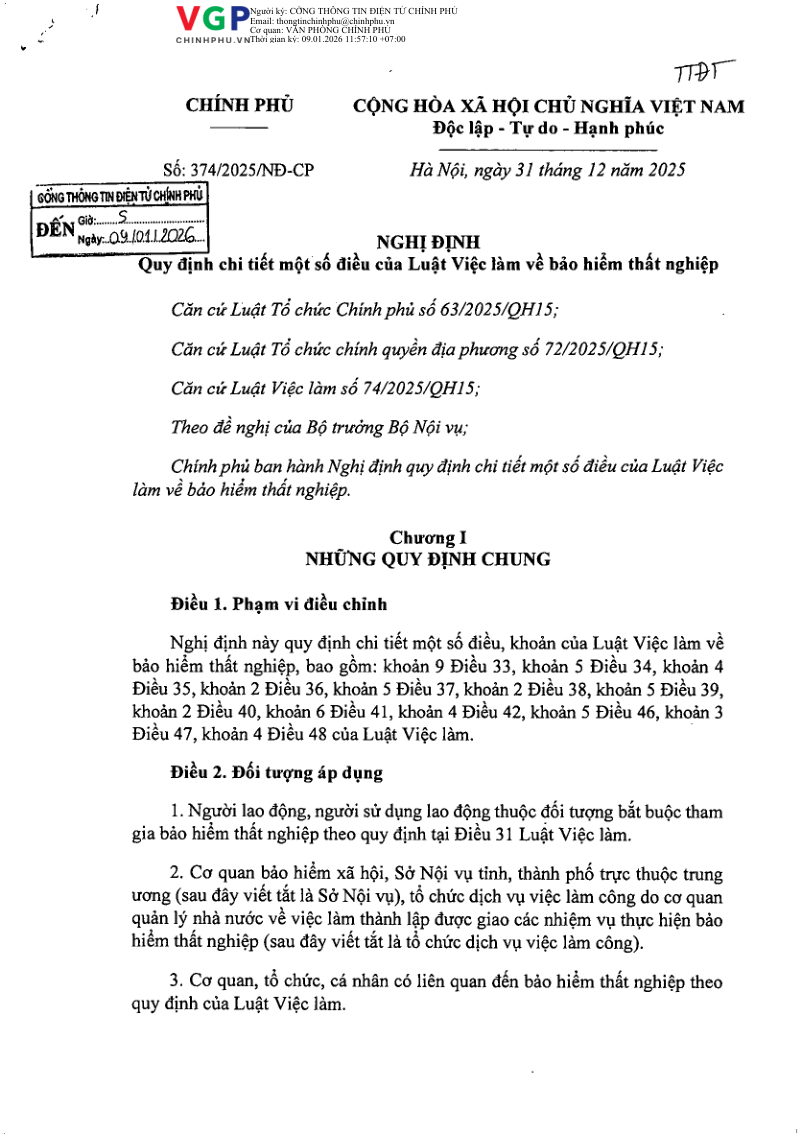 VGP
CHINHPHU.VN
Người ký: CỔNG THÔNG TIN ĐIỆN TỬ CHÍNH PHỦ
Email: thongtinchinhphu@chinhphu.vn
Cơ quan: VĂN PHÒNG CHÍNH PHỦ
Thời gian ký: 09.01.2026 11:57:10 +07:00
TTĐT
CHÍNH PHỦ
CỘNG HÒA XÃ HỘI CHỦ NGHĨA VIỆT NAM
Độc lập - Tự do - Hạnh phúc
Số: 374/2025/NĐ-CP
Hà Nội, ngày 31 tháng 12 năm 2025
CỔNG THÔNG TIN ĐIỆN TỬ CHÍNH PHỦ
ĐẾN
Giờ:......S......
Ngày:..09/01/2026....
NGHỊ ĐỊNH
Quy định chi tiết một số điều của Luật Việc làm về bảo hiểm thất nghiệp
Căn cứ Luật Tổ chức Chính phủ số 63/2025/QH15;
Căn cứ Luật Tổ chức chính quyền địa phương số 72/2025/QH15;
Căn cứ Luật Việc làm số 74/2025/QH15;
Theo đề nghị của Bộ trưởng Bộ Nội vụ;
Chính phủ ban hành Nghị định quy định chi tiết một số điều của Luật Việc
làm về bảo hiểm thất nghiệp.
Chương I
NHỮNG QUY ĐỊNH CHUNG
Điều 1. Phạm vi điều chỉnh
Nghị định này quy định chi tiết một số điều, khoản của Luật Việc làm về
bảo hiểm thất nghiệp, bao gồm: khoản 9 Điều 33, khoản 5 Điều 34, khoản 4
Điều 35, khoản 2 Điều 36, khoản 5 Điều 37, khoản 2 Điều 38, khoản 5 Điều 39,
khoản 2 Điều 40, khoản 6 Điều 41, khoản 4 Điều 42, khoản 5 Điều 46, khoản 3
Điều 47, khoản 4 Điều 48 của Luật Việc làm.
Điều 2. Đối tượng áp dụng
1. Người lao động, người sử dụng lao động thuộc đối tượng bắt buộc tham
gia bảo hiểm thất nghiệp theo quy định tại Điều 31 Luật Việc làm.
2. Cơ quan bảo hiểm xã hội, Sở Nội vụ tỉnh, thành phố trực thuộc trung
ương (sau đây viết tắt là Sở Nội vụ), tổ chức dịch vụ việc làm công do cơ quan
quản lý nhà nước về việc làm thành lập được giao các nhiệm vụ thực hiện bảo
hiểm thất nghiệp (sau đây viết tắt là tổ chức dịch vụ việc làm công).
3. Cơ quan, tổ chức, cá nhân có liên quan đến bảo hiểm thất nghiệp theo
quy định của Luật Việc làm.